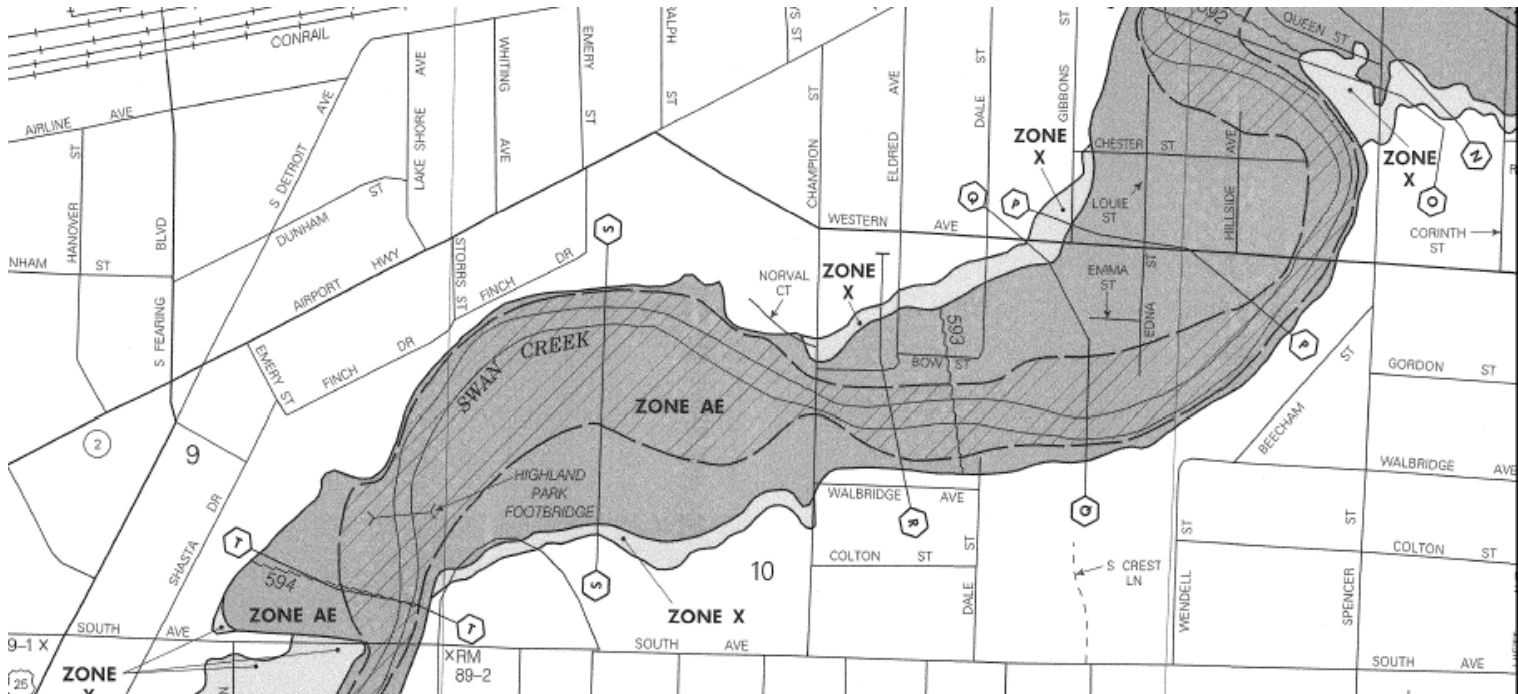 CONRAIL
AIRLINE AVE
HANOVER ST
S FEARING BLVD
S DETROIT AVE
LAKE SHORE AVE
WHITING AVE
EMERY ST
RALPH ST
ST
CHAMPION ST
ELDRED AVE
DALE ST
GIBBONS ST
592
QUEEN ST
ZONE X
CHESTER ST
HILLSIDE AVE
LOUIE ST
ZONE X
N
O
CORINTH ST
Q
P
DUNHAM ST
NHAM ST
AIRPORT HWY
STORRS ST
FINCH DR
S
WESTERN AVE
NORVAL CT
ZONE X
EMMA ST
EDNA ST
593
BOW ST
P
EMERY ST
FINCH DR
SWAN CREEK
ZONE AE
GORDON ST
BEECHAM ST
2
9
SHASTA DR
HIGHLAND PARK FOOTBRIDGE
WALBRIDGE AVE
WALBRIDGE AVE
R
Q
T
594
ZONE AE
S
10
COLTON ST
DALE ST
S CREST LN
WENDELL ST
SPENCER ST
COLTON ST
ZONE X
T
SOUTH AVE
SOUTH AVE
SOUTH AVE
9-1 X
25
ZONE X
XRM
89-2